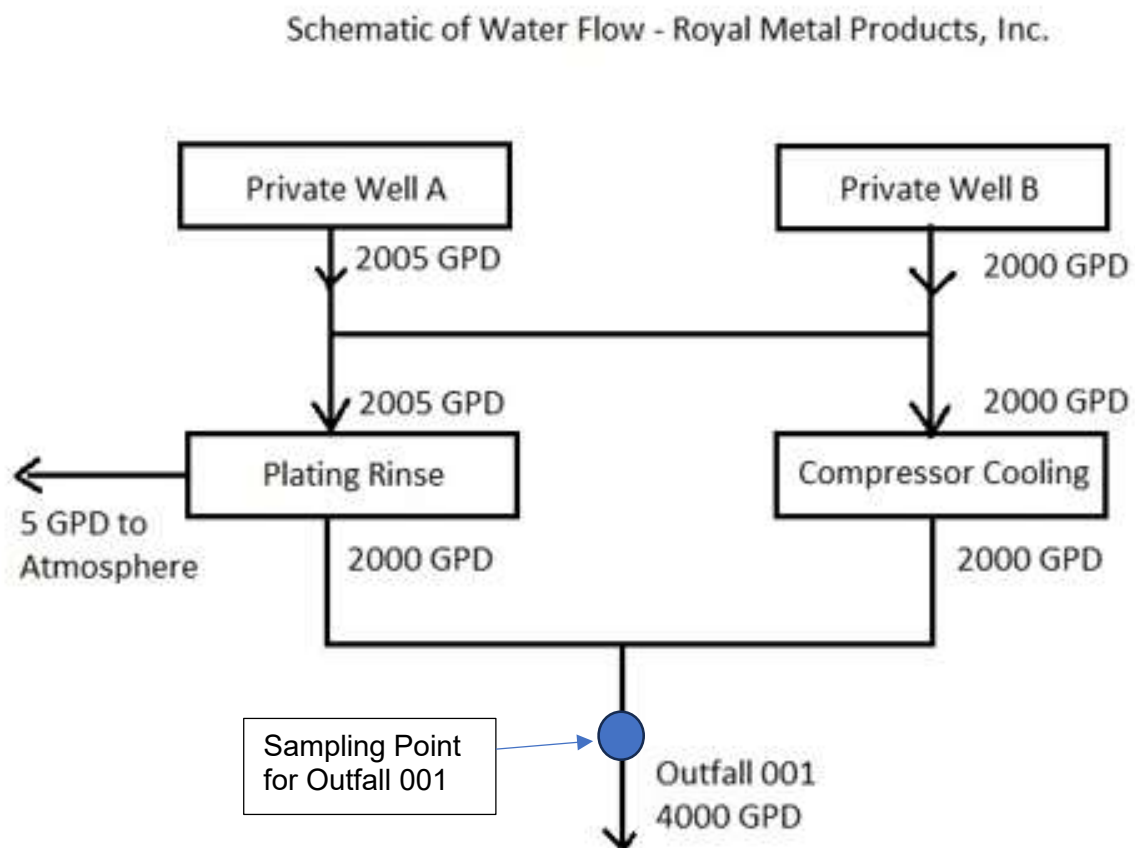 Schematic of Water Flow - Royal Metal Products, Inc.
Private Well A
Private Well B
2005 GPD
2000 GPD
2005 GPD
2000 GPD
Plating Rinse
Compressor Cooling
5 GPD to
Atmosphere
2000 GPD
2000 GPD
Sampling Point
for Outfall 001
Outfall 001
4000 GPD